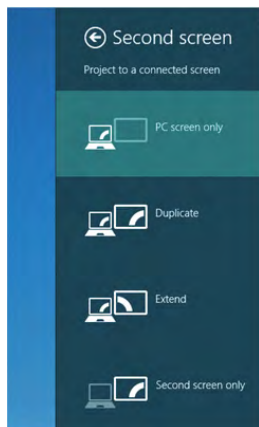 Second screen
Project to a connected screen
PC screen only
Duplicate
Extend
Second screen only